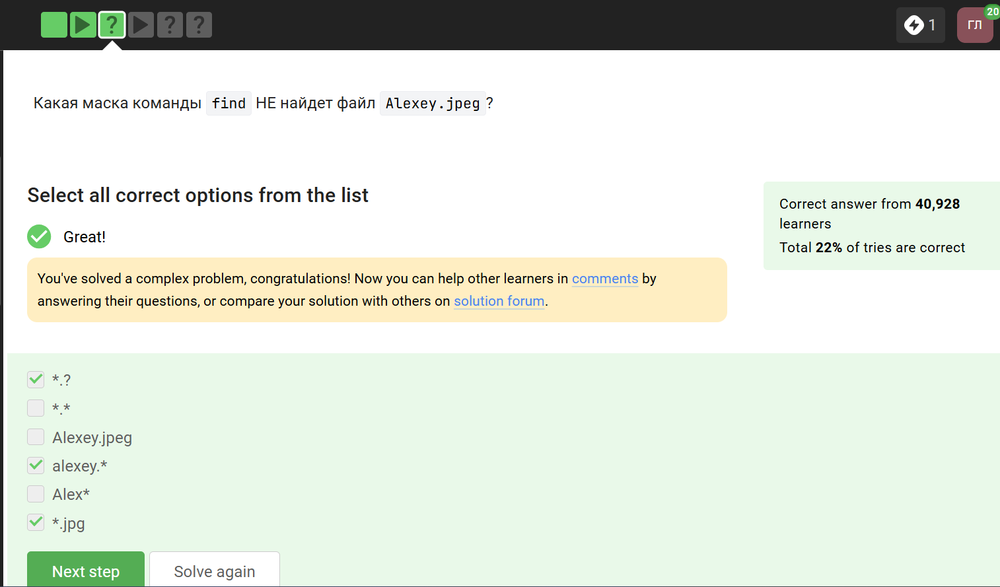 ? ? ?
1
ГЛ
20
Какая маска команды find НЕ найдет файл Alexey.jpeg?
Select all correct options from the list
Correct answer from 40,928
learners
Total 22% of tries are correct
Great!
You've solved a complex problem, congratulations! Now you can help other learners in comments by
answering their questions, or compare your solution with others on solution forum.
*.?
*.*
Alexey.jpeg
alexey.*
Alex*
*.jpg
Next step
Solve again